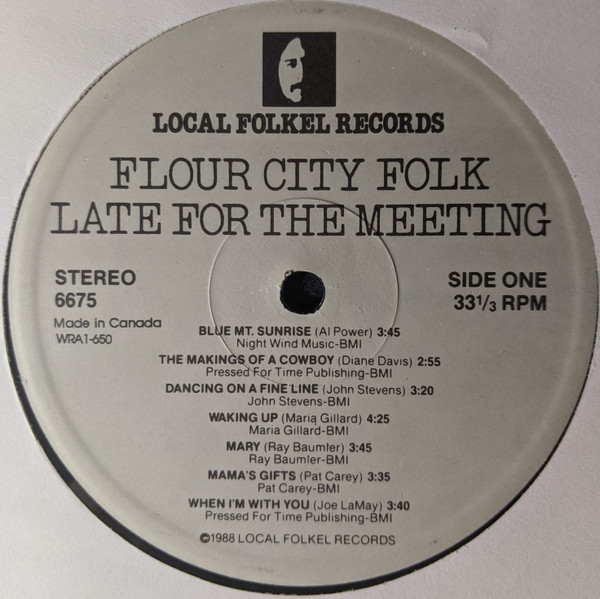 LOCAL FOLKEL RECORDS
FLOUR CITY FOLK
LATE FOR THE MEETING
STEREO
6675
Made in Canada
WRA1-650
SIDE ONE
33 1/3 RPM
BLUE MT. SUNRISE (Al Power) 3:45
Night Wind Music-BMI
THE MAKINGS OF A COWBOY (Diane Davis) 2:55
Pressed For Time Publishing-BMI
DANCING ON A FINE LINE (John Stevens) 3:20
John Stevens-BMI
WAKING UP (Maria Gillard) 4:25
Maria Gillard-BMI
MARY (Ray Baumler) 3:45
Ray Baumler-BMI
MAMA'S GIFTS (Pat Carey) 3:35
Pat Carey-BMI
WHEN I'M WITH YOU (Joe LaMay) 3:40
Pressed For Time Publishing-BMI
©1988 LOCAL FOLKEL RECORDS